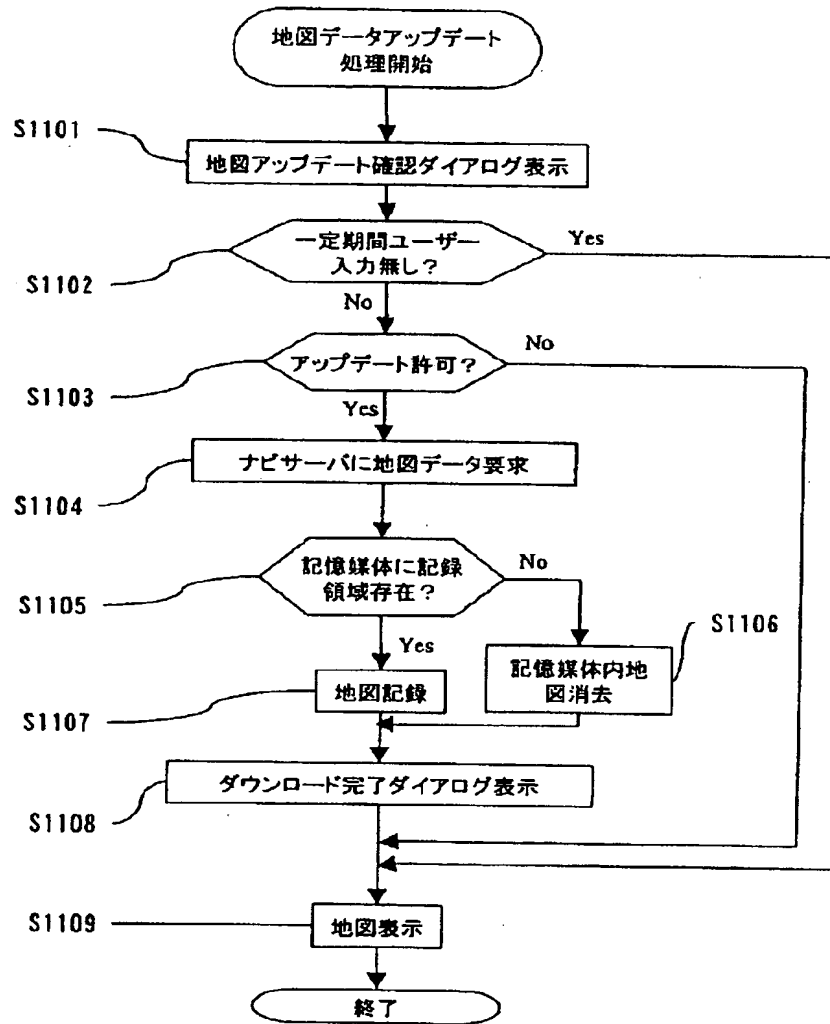 地図データアップデート
処理開始
S1101
地図アップデート確認ダイアログ表示
一定期間ユーザー
入力無し？
Yes
S1102
No
アップデート許可？
No
S1103
Yes
ナビサーバに地図データ要求
S1104
記憶媒体に記録
領域存在？
No
S1105
Yes
S1106
記憶媒体内地
図消去
地図記録
S1107
ダウンロード完了ダイアログ表示
S1108
S1109
地図表示
終了